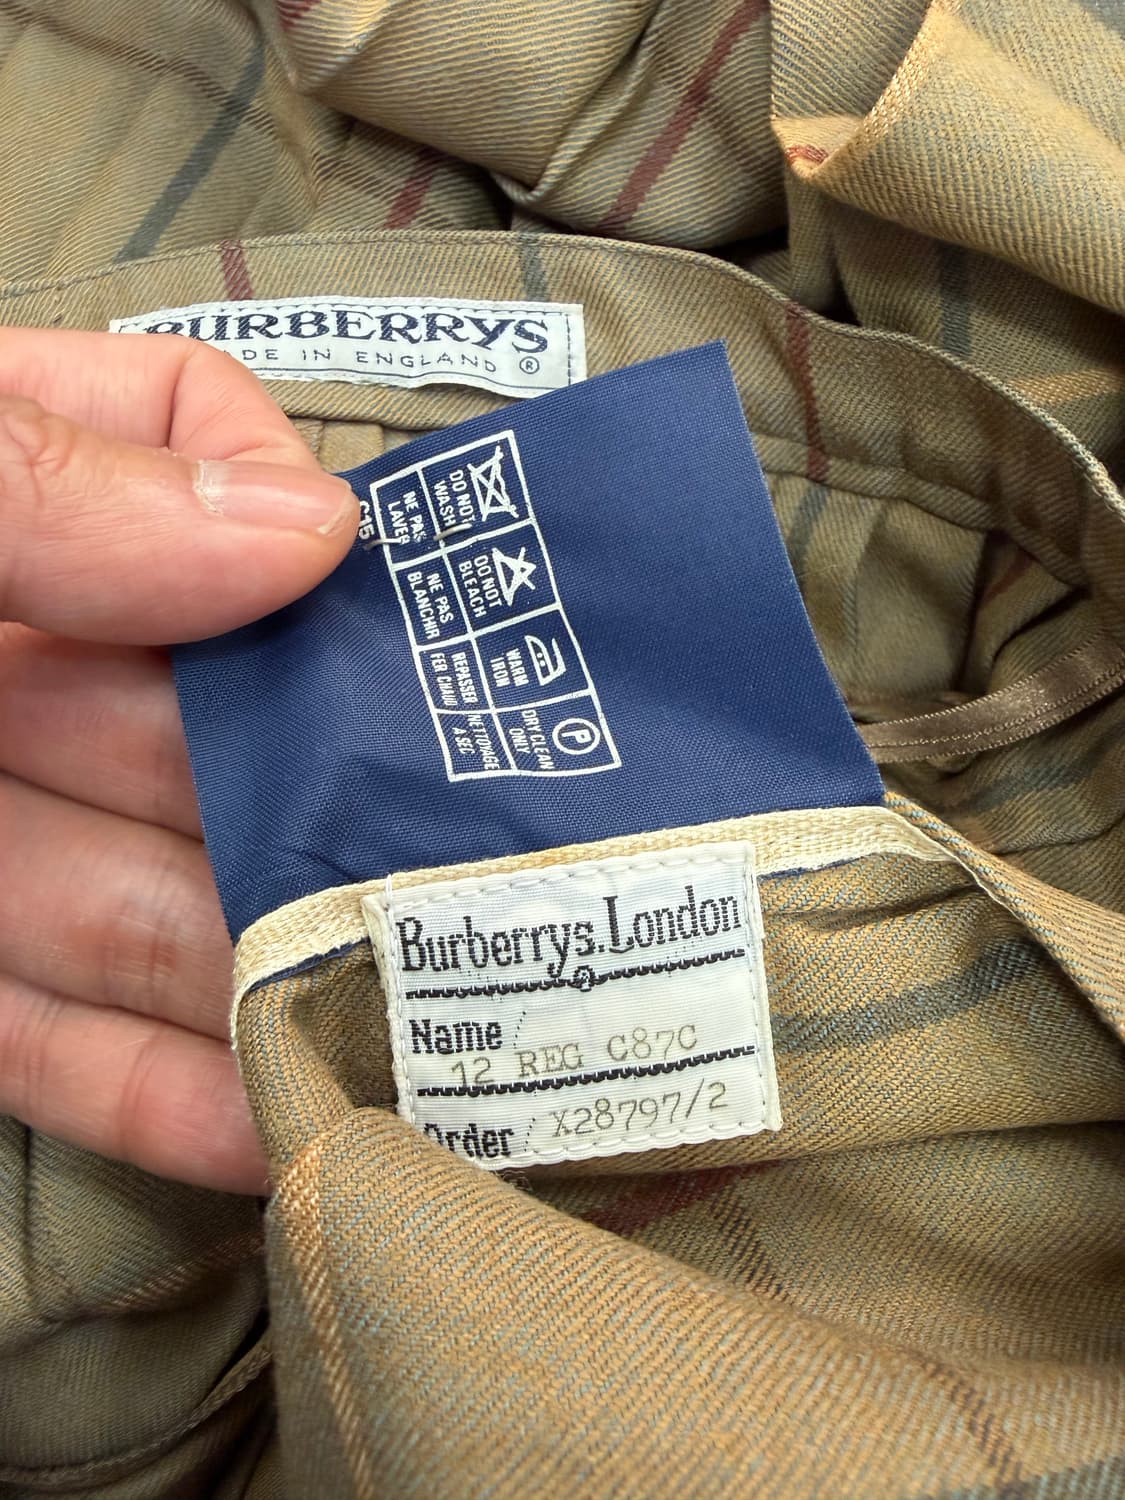 BURBERRYS
MADE IN ENGLAND ®
DO NOT
WASH
NE PAS
LAVER
DO NOT
BLEACH
NE PAS
BLANCHIR
WARM
IRON
REPASSER
FER CHAUD
P
DRY CLEAN
ONLY
NETTOYAGE
A SEC
Burberrys.London
Name
12 REG C87C
Order X28797/2